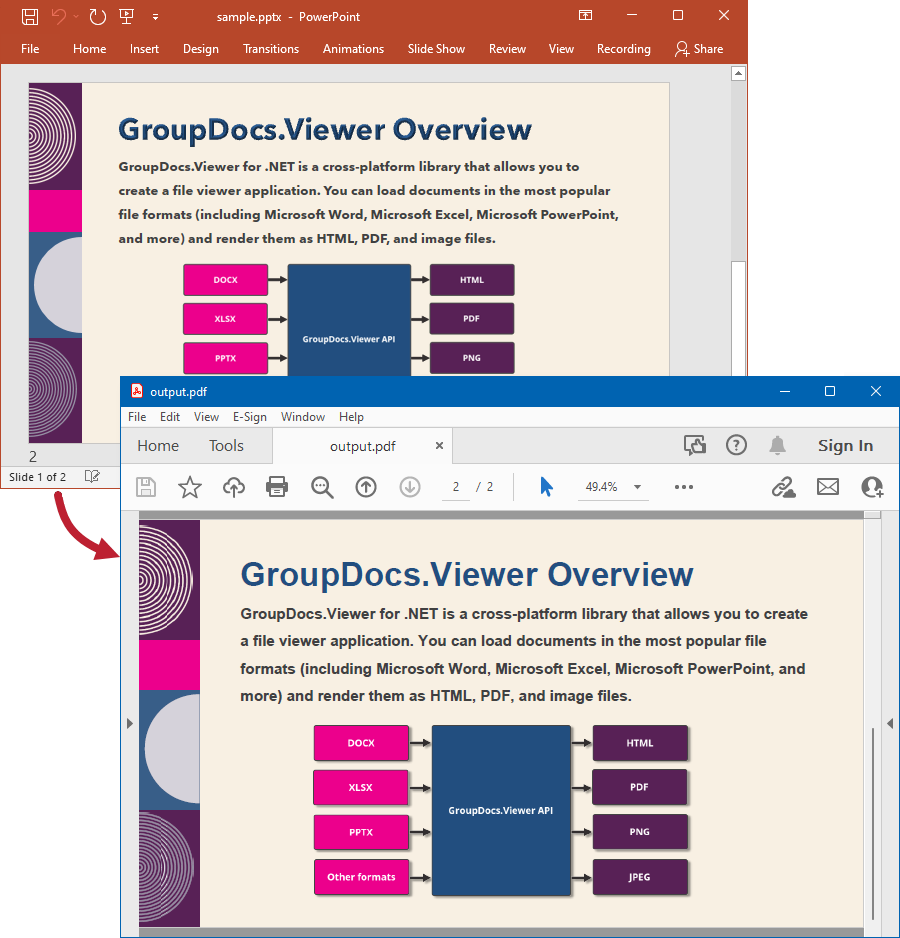 sample.pptx - PowerPoint
File Home Insert Design Transitions Animations Slide Show Review View Recording Share
GroupDocs.Viewer Overview
GroupDocs.Viewer for .NET is a cross-platform library that allows you to
create a file viewer application. You can load documents in the most popular
file formats (including Microsoft Word, Microsoft Excel, Microsoft PowerPoint,
and more) and render them as HTML, PDF, and image files.
DOCX HTML
XLSX PDF
GroupDocs.Viewer API
PPTX PNG
2
Slide 1 of 2
output.pdf
File Edit View E-Sign Window Help
Home Tools output.pdf × Sign In
2 / 2 49.4%
GroupDocs.Viewer Overview
GroupDocs.Viewer for .NET is a cross-platform library that allows you to create
a file viewer application. You can load documents in the most popular file
formats (including Microsoft Word, Microsoft Excel, Microsoft PowerPoint, and
more) and render them as HTML, PDF, and image files.
DOCX HTML
XLSX PDF
GroupDocs.Viewer API
PPTX PNG
Other formats JPEG